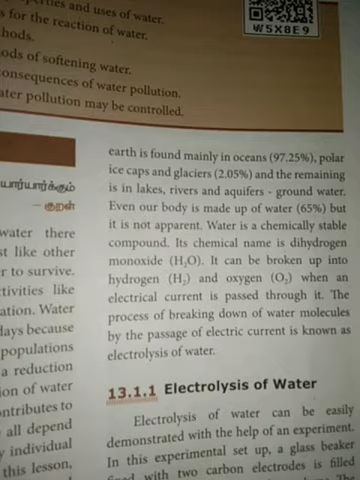 and uses of water.
s for the reaction of water.
hods.
ods of softening water.
onsequences of water pollution.
ater pollution may be controlled.
W5X8E9
யார்யார்க்கும்
– குறள்
water there
st like other
r to survive.
tivities like
ation. Water
days because
populations
a reduction
ion of water
ontributes to
all depend
y individual
this lesson,
earth is found mainly in oceans (97.25%), polar
ice caps and glaciers (2.05%) and the remaining
is in lakes, rivers and aquifers - ground water.
Even our body is made up of water (65%) but
it is not apparent. Water is a chemically stable
compound. Its chemical name is dihydrogen
monoxide (H₂O). It can be broken up into
hydrogen (H₂) and oxygen (O₂) when an
electrical current is passed through it. The
process of breaking down of water molecules
by the passage of electric current is known as
electrolysis of water.
13.1.1 Electrolysis of Water
Electrolysis of water can be easily
demonstrated with the help of an experiment.
In this experimental set up, a glass beaker
with two carbon electrodes is filled
The